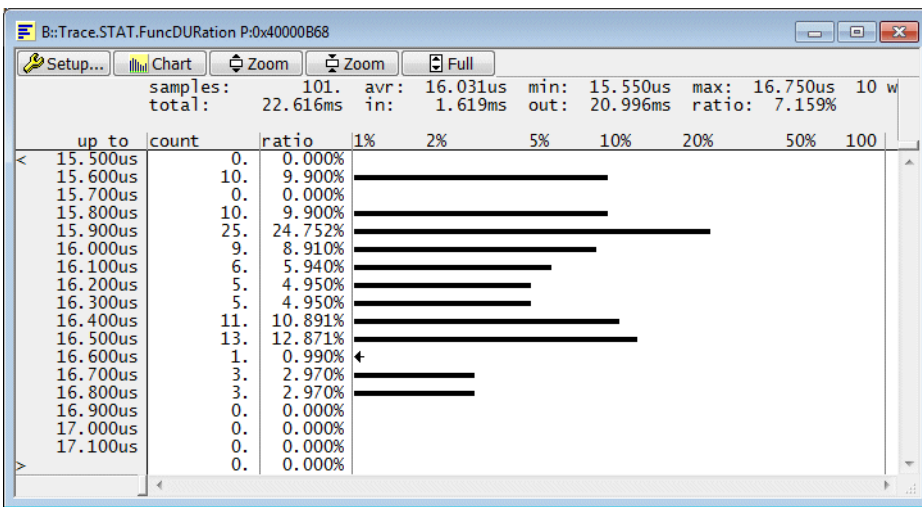 B::Trace.STAT.FuncDURation P:0x40000B68
Setup... Chart Zoom Zoom Full
samples: 101. avr: 16.031us min: 15.550us max: 16.750us 10 w
total: 22.616ms in: 1.619ms out: 20.996ms ratio: 7.159%
up to count ratio 1% 2% 5% 10% 20% 50% 100
< 15.500us 0. 0.000%
15.600us 10. 9.900%
15.700us 0. 0.000%
15.800us 10. 9.900%
15.900us 25. 24.752%
16.000us 9. 8.910%
16.100us 6. 5.940%
16.200us 5. 4.950%
16.300us 5. 4.950%
16.400us 11. 10.891%
16.500us 13. 12.871%
16.600us 1. 0.990%
16.700us 3. 2.970%
16.800us 3. 2.970%
16.900us 0. 0.000%
17.000us 0. 0.000%
17.100us 0. 0.000%
> 0. 0.000%